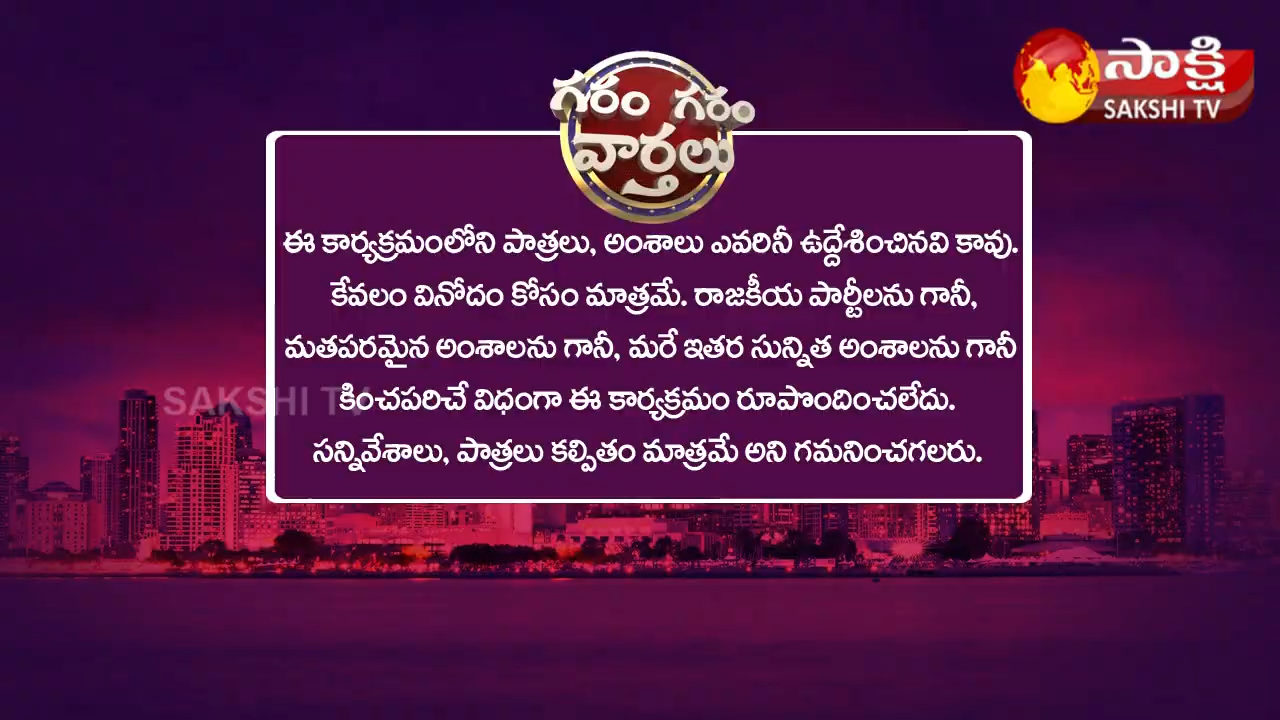 సాక్షి
SAKSHI TV
గరం గరం
వార్తలు
ఈ కార్యక్రమంలోని పాత్రలు, అంశాలు ఎవరినీ ఉద్దేశించినవి కావు.
కేవలం వినోదం కోసం మాత్రమే. రాజకీయ పార్టీలను గానీ,
మతపరమైన అంశాలను గానీ, మరే ఇతర సున్నిత అంశాలను గానీ
కించపరిచే విధంగా ఈ కార్యక్రమం రూపొందించలేదు.
సన్నివేశాలు, పాత్రలు కల్పితం మాత్రమే అని గమనించగలరు.
SAKSHI TV